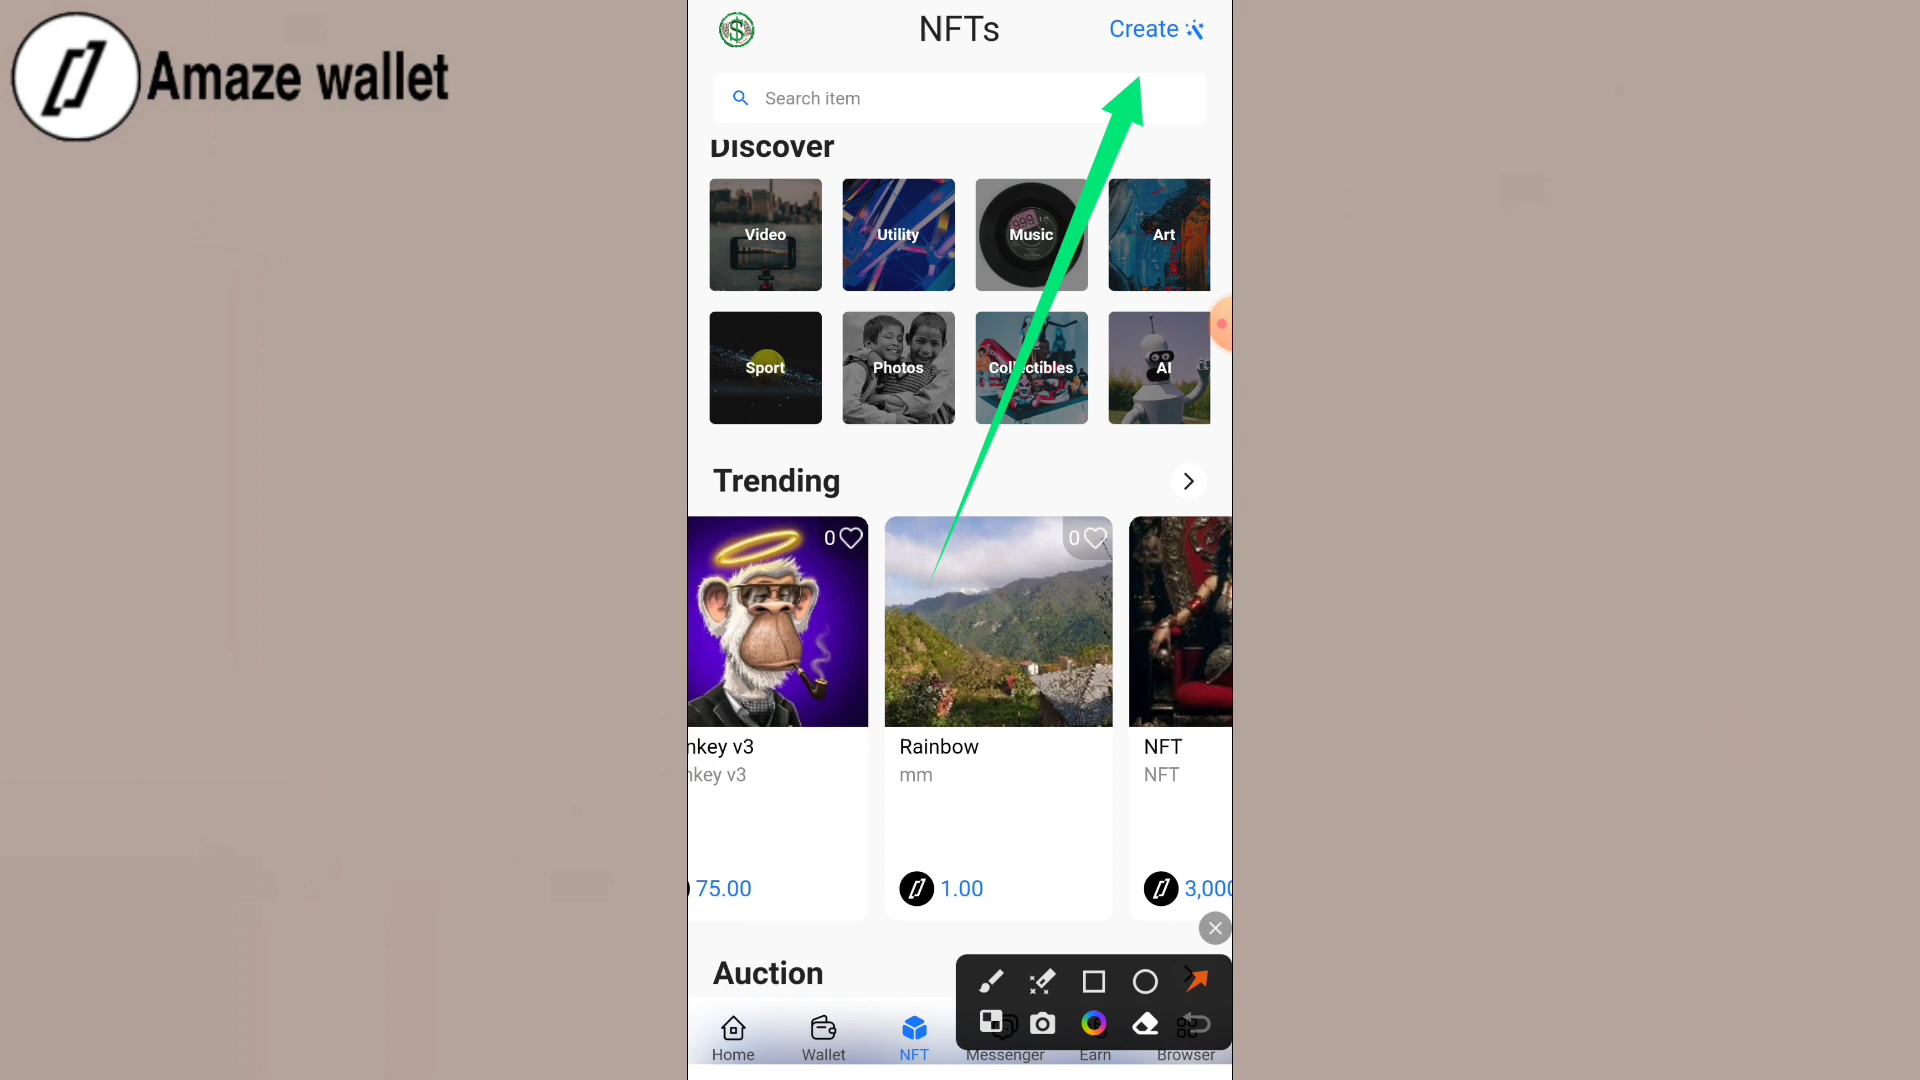 Amaze wallet
NFTs
Create
Search item
Discover
Video
Utility
Music
Art
Sport
Photos
Collectibles
AI
Trending
0
0
nkey v3
nkey v3
75.00
Rainbow
mm
1.00
NFT
NFT
3,000
Auction
Home
Wallet
NFT
Messenger
Earn
Browser